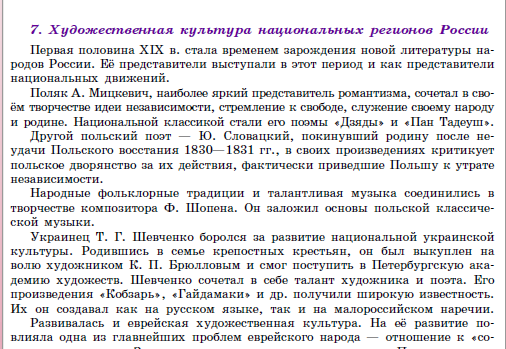 7. Художественная культура национальных регионов России
Первая половина XIX в. стала временем зарождения новой литературы на-
родов России. Её представители выступали в этот период и как представители
национальных движений.
Поляк А. Мицкевич, наиболее яркий представитель романтизма, сочетал в сво-
ём творчестве идеи независимости, стремление к свободе, служение своему народу
и родине. Национальной классикой стали его поэмы «Дзяды» и «Пан Тадеуш».
Другой польский поэт — Ю. Словацкий, покинувший родину после не-
удачи Польского восстания 1830—1831 гг., в своих произведениях критикует
польское дворянство за их действия, фактически приведшие Польшу к утрате
независимости.
Народные фольклорные традиции и талантливая музыка соединились в
творчестве композитора Ф. Шопена. Он заложил основы польской классиче-
ской музыки.
Украинец Т. Г. Шевченко боролся за развитие национальной украинской
культуры. Родившись в семье крепостных крестьян, он был выкуплен на
волю художником К. П. Брюлловым и смог поступить в Петербургскую ака-
демию художеств. Шевченко сочетал в себе талант художника и поэта. Его
произведения «Кобзарь», «Гайдамаки» и др. получили широкую известность.
Их он создавал как на русском языке, так и на малороссийском наречии.
Развивалась и еврейская художественная культура. На её развитие по-
влияла одна из главнейших проблем еврейского народа — отношение к «со-